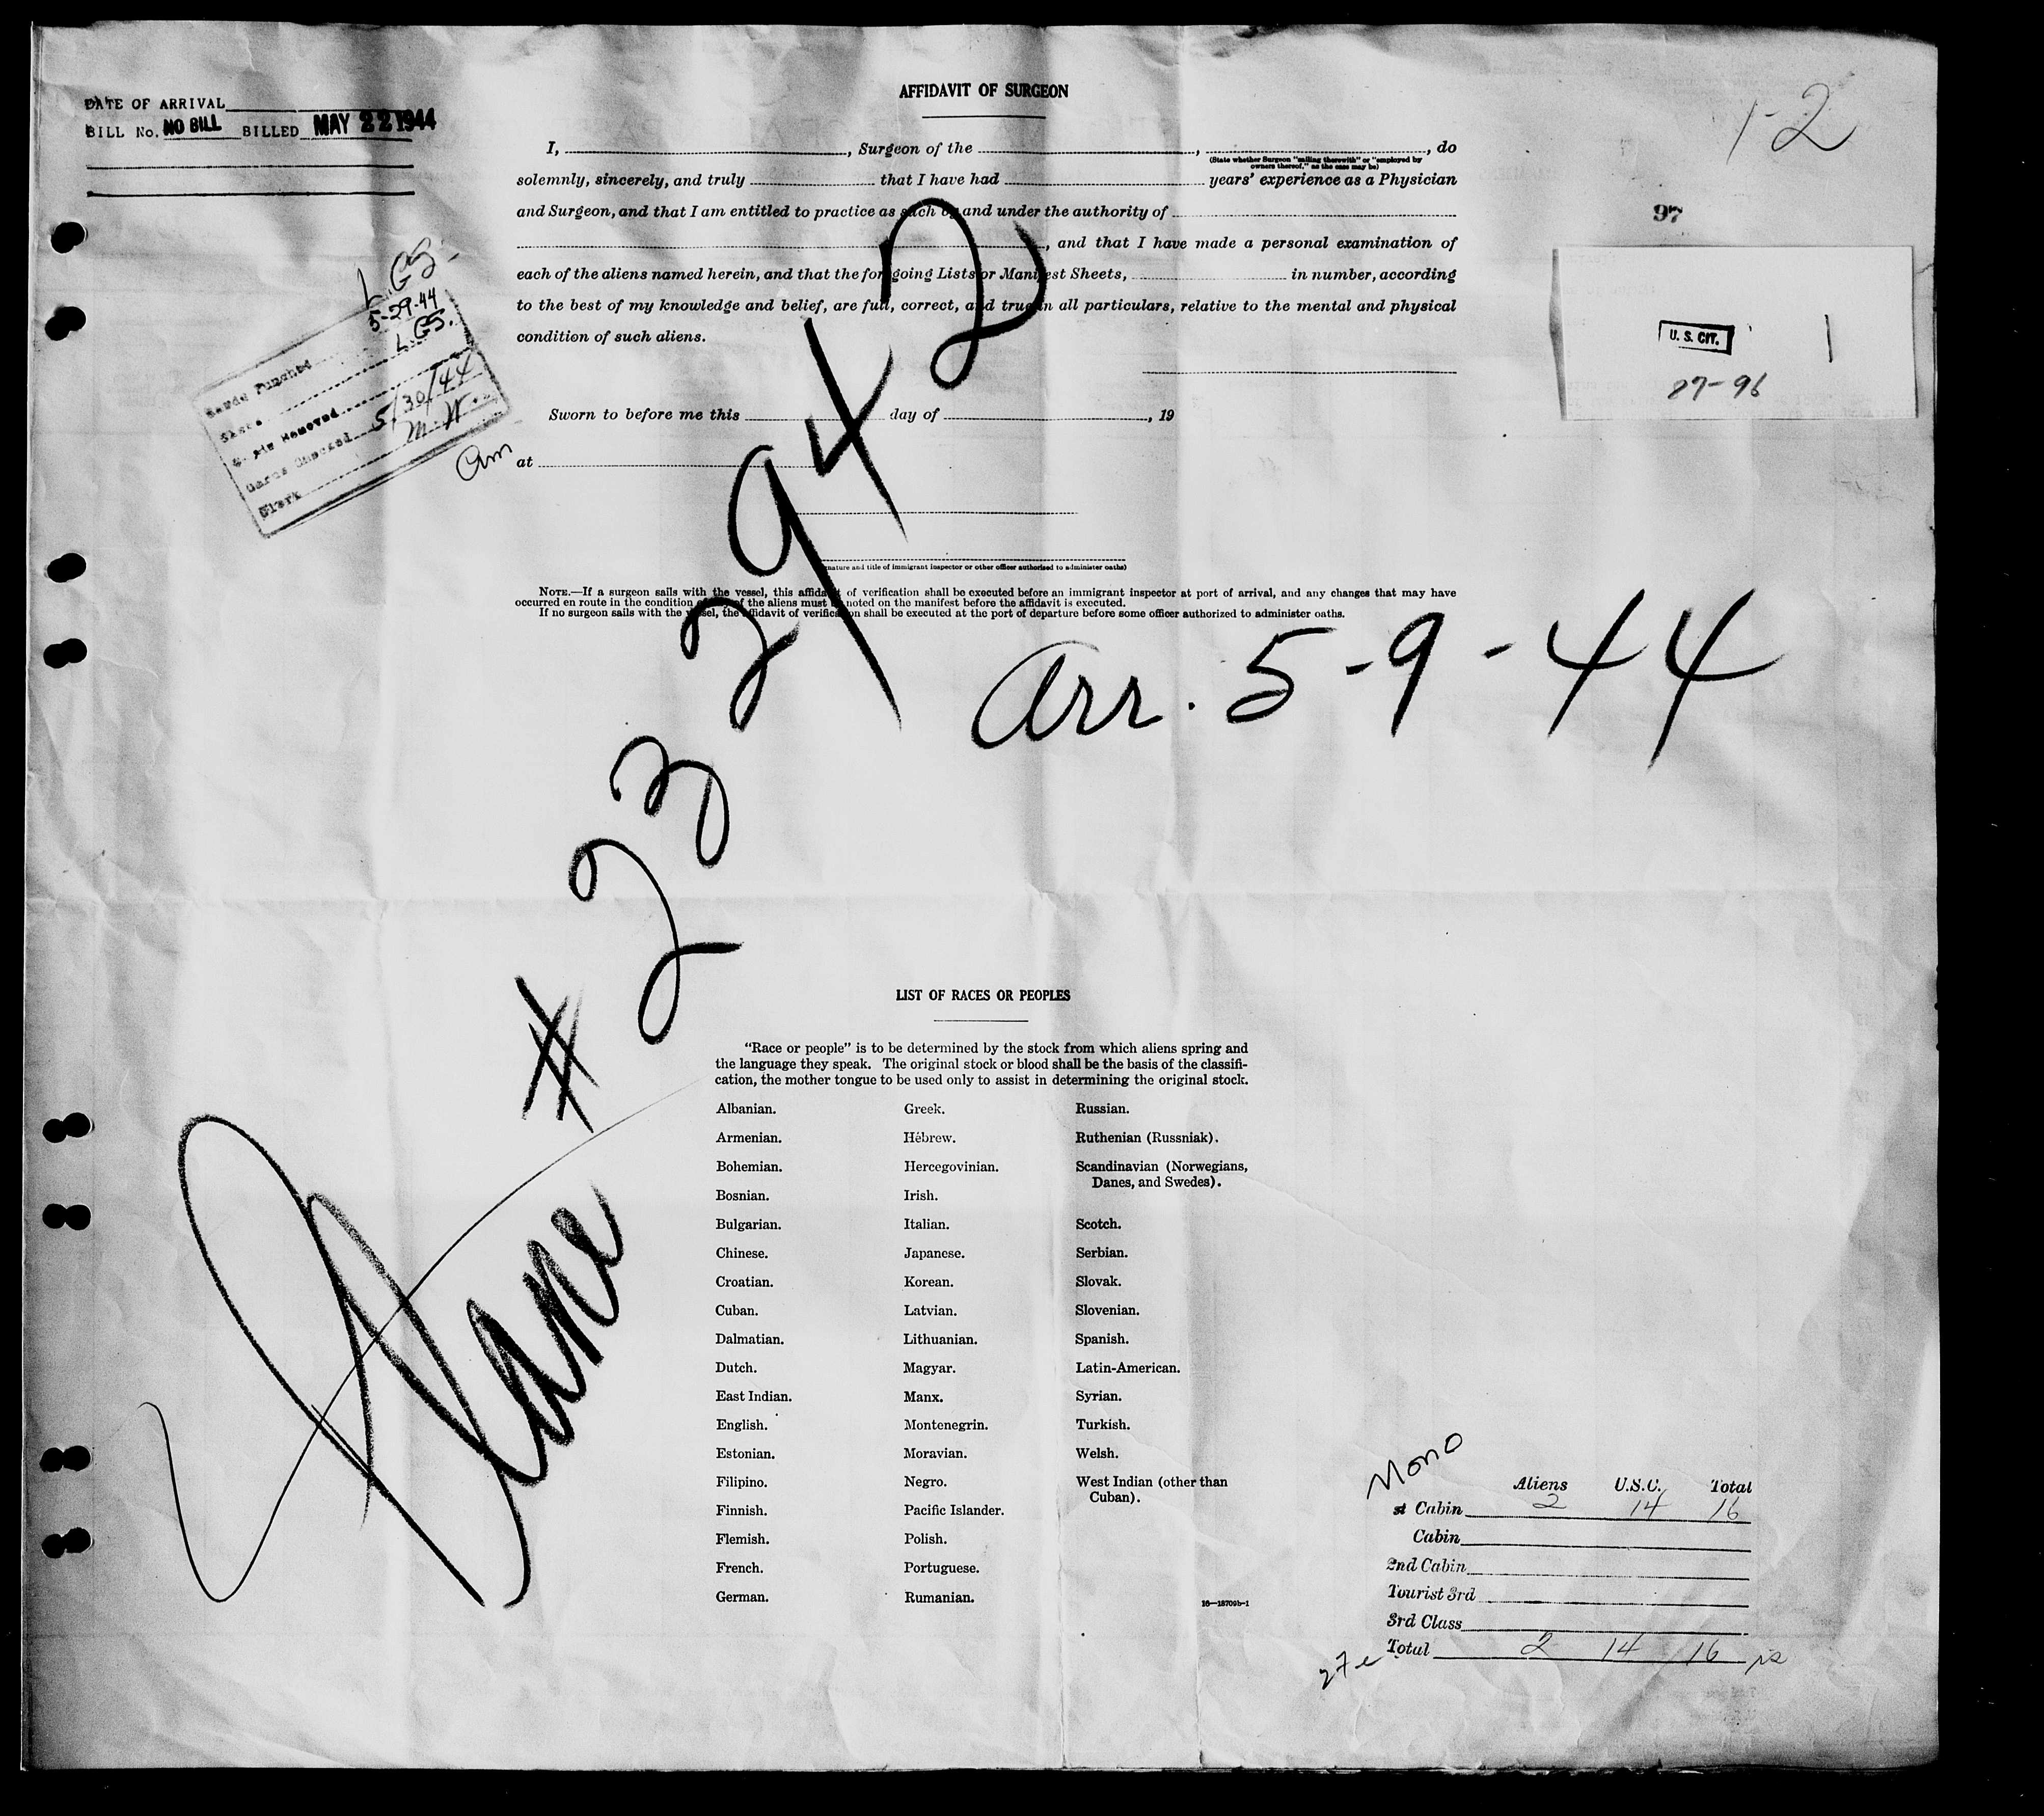 DATE OF ARRIVAL
BILL No. NO BILL BILLED MAY 22 1944
AFFIDAVIT OF SURGEON
1-2
I, , Surgeon of the , , do
(State whether Surgeon "sailing therewith" or "employed by
owners thereof," as the case may be)
solemnly, sincerely, and truly that I have had years' experience as a Physician
and Surgeon, and that I am entitled to practice as such by and under the authority of
, and that I have made a personal examination of
each of the aliens named herein, and that the foregoing Lists or Manifest Sheets, in number, according
to the best of my knowledge and belief, are full, correct, and true in all particulars, relative to the mental and physical
condition of such aliens.
Sworn to before me this day of , 19
at
(Signature and title of immigrant inspector or other officer authorized to administer oaths)
NOTE.—If a surgeon sails with the vessel, this affidavit of verification shall be executed before an immigrant inspector at port of arrival, and any changes that may have
occurred en route in the condition of any of the aliens must be noted on the manifest before the affidavit is executed.
If no surgeon sails with the vessel, the affidavit of verification shall be executed at the port of departure before some officer authorized to administer oaths.
97
U. S. CIT.
87-96
L.GS.
5-29-44
L.GS.
Cards Punched
Removed
Cards Checked 5/30/44
Clerk M.W.
am
Plane # 232942
Arr. 5-9-44
LIST OF RACES OR PEOPLES
"Race or people" is to be determined by the stock from which aliens spring and
the language they speak. The original stock or blood shall be the basis of the classifi-
cation, the mother tongue to be used only to assist in determining the original stock.
Albanian.
Armenian.
Bohemian.
Bosnian.
Bulgarian.
Chinese.
Croatian.
Cuban.
Dalmatian.
Dutch.
East Indian.
English.
Estonian.
Filipino.
Finnish.
Flemish.
French.
German.
Greek.
Hebrew.
Hercegovinian.
Irish.
Italian.
Japanese.
Korean.
Latvian.
Lithuanian.
Magyar.
Manx.
Montenegrin.
Moravian.
Negro.
Pacific Islander.
Polish.
Portuguese.
Rumanian.
Russian.
Ruthenian (Russniak).
Scandinavian (Norwegians,
Danes, and Swedes).
Scotch.
Serbian.
Slovak.
Slovenian.
Spanish.
Latin-American.
Syrian.
Turkish.
Welsh.
West Indian (other than
Cuban).
16—18709b-1
Mono
Aliens U.S.C. Total
st Cabin 2 14 16
Cabin
2nd Cabin
Tourist 3rd
3rd Class
Total 2 14 16